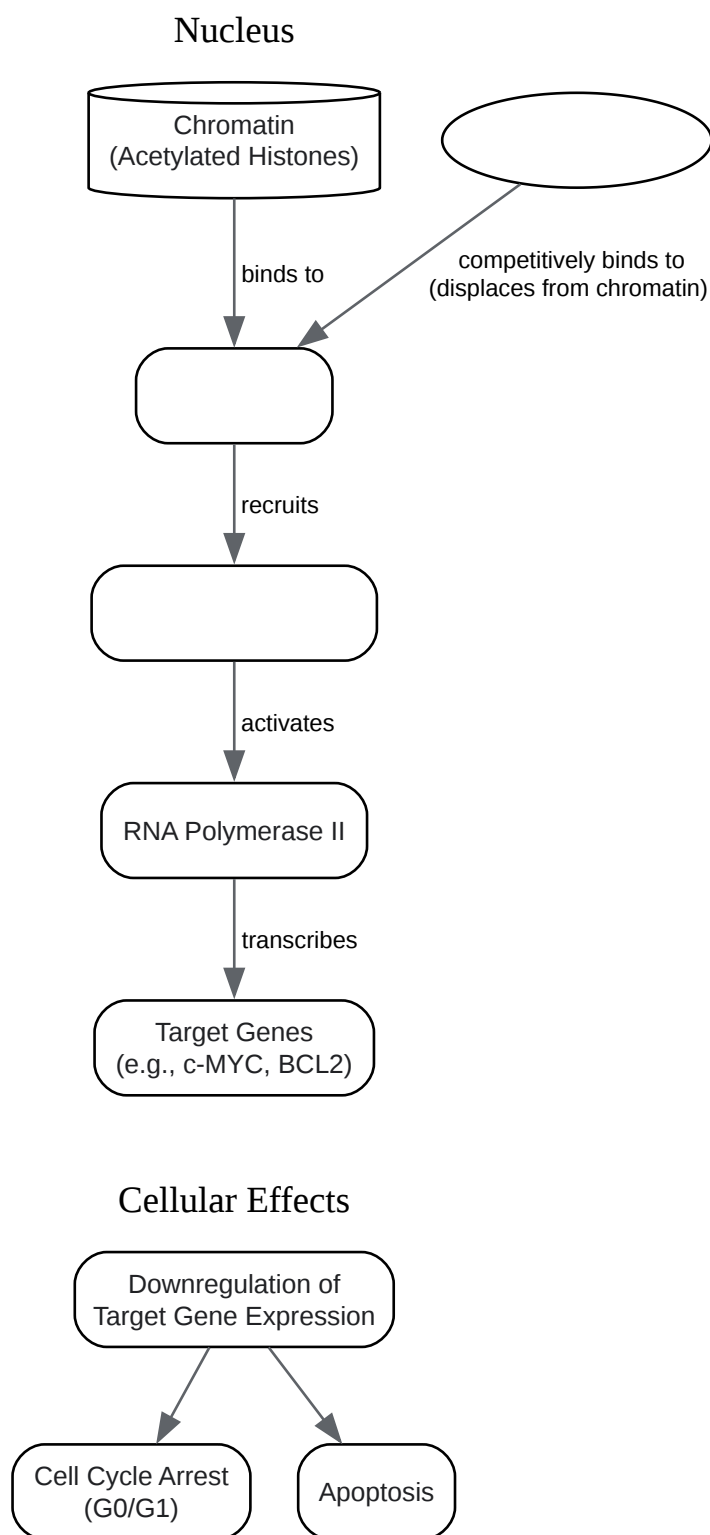 Nucleus
Chromatin
(Acetylated Histones)
binds to
competitively binds to
(displaces from chromatin)
recruits
activates
RNA Polymerase II
transcribes
Target Genes
(e.g., c-MYC, BCL2)
Cellular Effects
Downregulation of
Target Gene Expression
Cell Cycle Arrest
(G0/G1)
Apoptosis